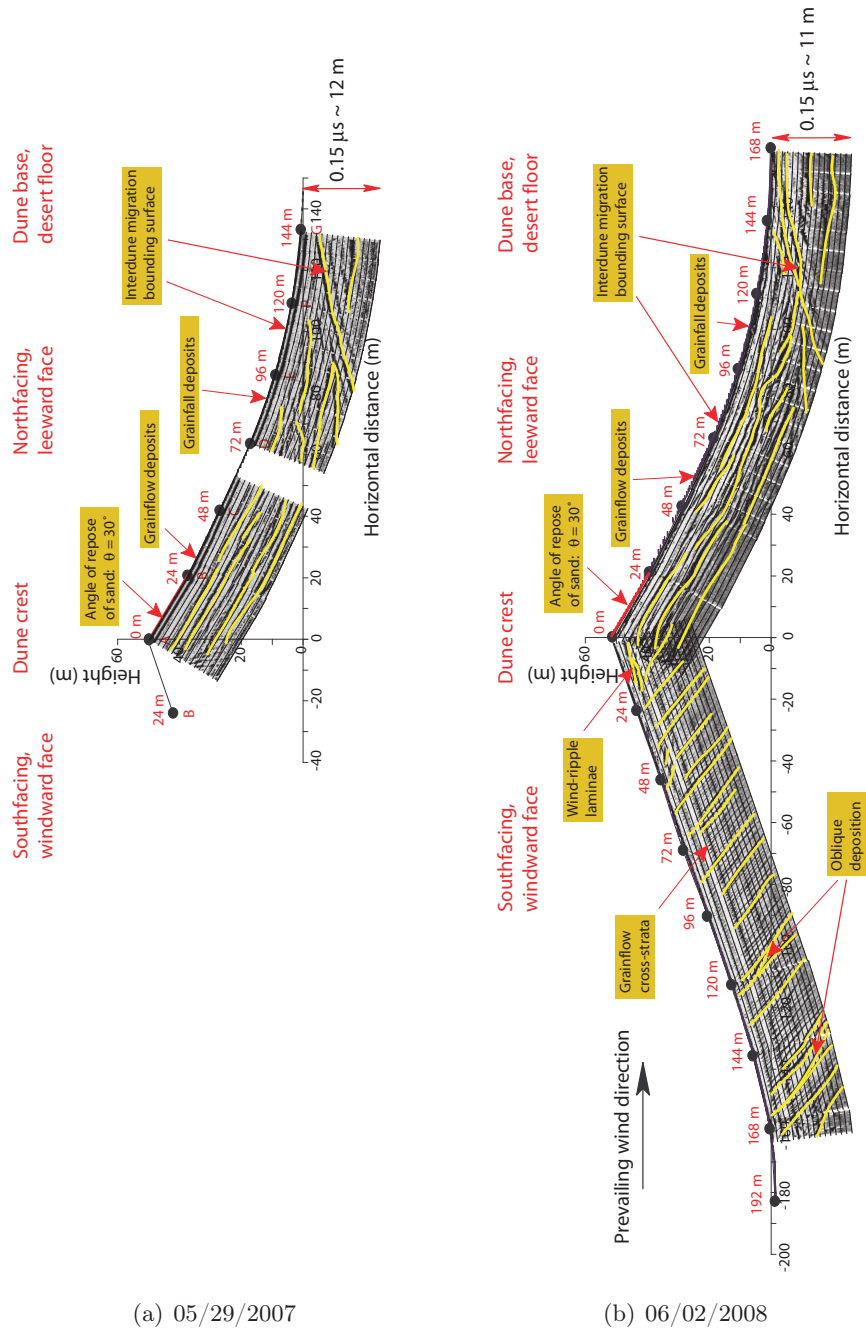 Southfacing,
windward face
Dune crest
Northfacing,
leeward face
Dune base,
desert floor
Angle of repose
of sand: θ = 30˚
Grainflow deposits
Grainfall deposits
Interdune migration
bounding surface
24 m
B
0 m
A
24 m
B
48 m
C
72 m
D
96 m
120 m
144 m
G
Height (m)
60
40
20
0
-40
-20
0
20
40
80
100
140
Horizontal distance (m)
0.15 µs ~ 12 m
(a) 05/29/2007
Southfacing,
windward face
Dune crest
Northfacing,
leeward face
Dune base,
desert floor
Prevailing wind direction
Grainflow
cross-strata
Wind-ripple
laminae
Oblique
deposition
Angle of repose
of sand: θ = 30˚
Grainflow deposits
Grainfall deposits
Interdune migration
bounding surface
192 m
168 m
144 m
120 m
96 m
72 m
48 m
24 m
0 m
24 m
48 m
72 m
96 m
120 m
144 m
168 m
Height (m)
60
40
20
0
-200
-180
-80
-60
-40
-20
0
20
40
Horizontal distance (m)
0.15 µs ~ 11 m
(b) 06/02/2008